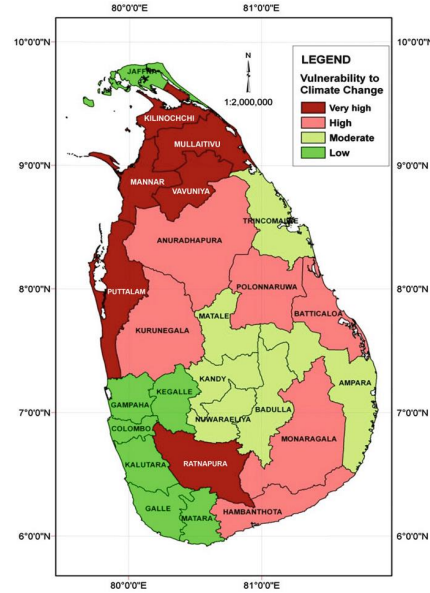 80°0'0"E 81°0'0"E
10°0'0"N 10°0'0"N
N
1:2,000,000
LEGEND
Vulnerability to
Climate Change
Very high
High
Moderate
Low
JAFFNA
KILINOCHCHI
MULLAITIVU
9°0'0"N 9°0'0"N
MANNAR
VAVUNIYA
TRINCOMALEE
ANURADHAPURA
8°0'0"N 8°0'0"N
PUTTALAM
POLONNARUWA
BATTICALOA
MATALE
KURUNEGALA
KANDY
AMPARA
KEGALLE
GAMPAHA
7°0'0"N 7°0'0"N
BADULLA
NUWARAELIYA
COLOMBO
MONARAGALA
KALUTARA
RATNAPURA
GALLE
MATARA
HAMBANTHOTA
6°0'0"N 6°0'0"N
80°0'0"E 81°0'0"E